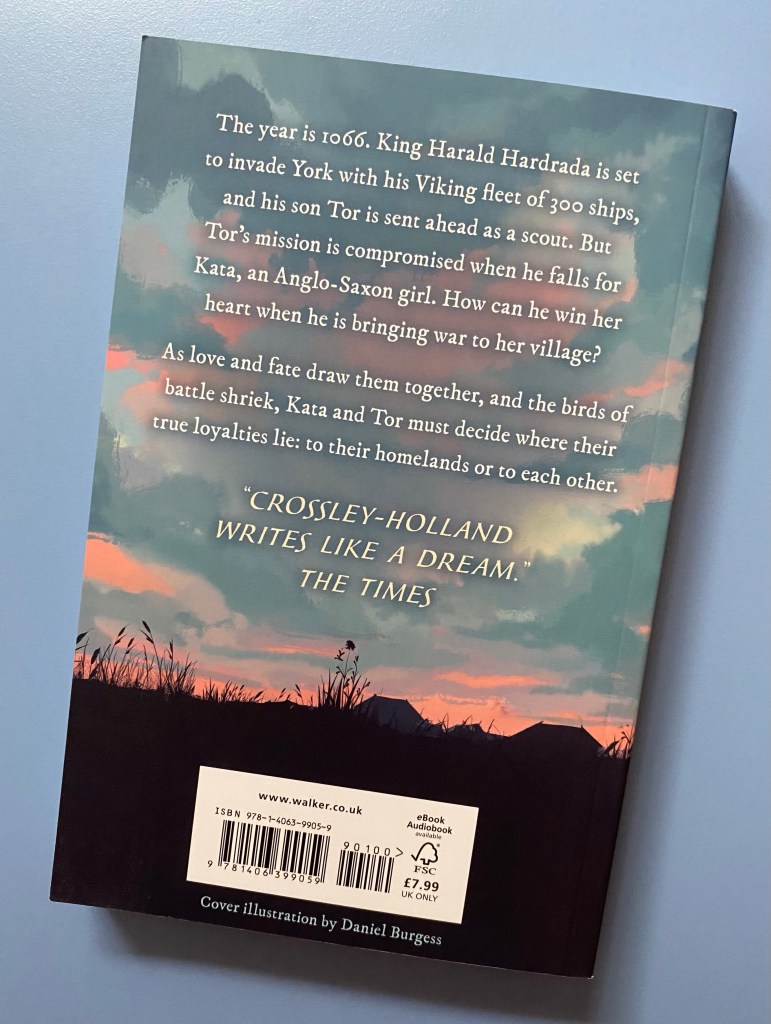 The year is 1066. King Harald Hardrada is set
to invade York with his Viking fleet of 300 ships,
and his son Tor is sent ahead as a scout. But
Tor's mission is compromised when he falls for
Kata, an Anglo-Saxon girl. How can he win her
heart when he is bringing war to her village?
As love and fate draw them together, and the birds of
battle shriek, Kata and Tor must decide where their
true loyalties lie: to their homelands or to each other.
“CROSSLEY-HOLLAND
WRITES LIKE A DREAM.”
THE TIMES
www.walker.co.uk
ISBN 978-1-4063-9905-9
9 781406 399059
90100>
eBook
Audiobook
available
FSC
£7.99
UK ONLY
Cover illustration by Daniel Burgess